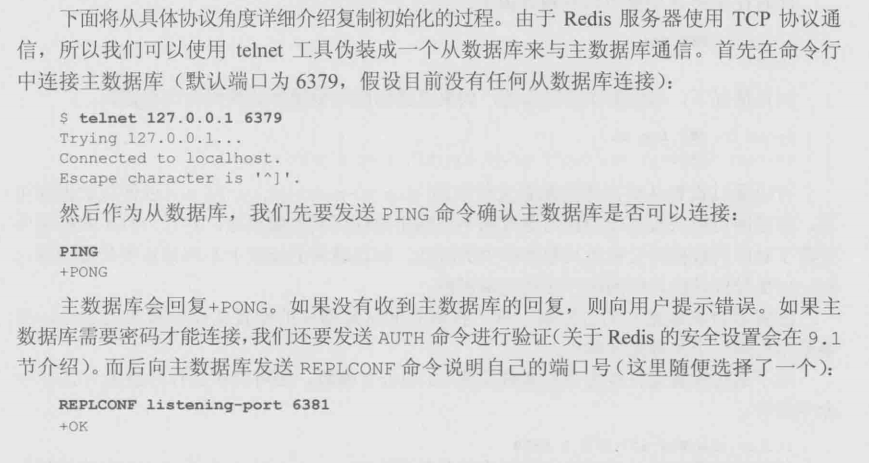 下面将从具体协议角度详细介绍复制初始化的过程。由于 Redis 服务器使用 TCP 协议通
信，所以我们可以使用 telnet 工具伪装成一个从数据库来与主数据库通信。首先在命令行
中连接主数据库（默认端口为 6379，假设目前没有任何从数据库连接）：
$ telnet 127.0.0.1 6379
Trying 127.0.0.1...
Connected to localhost.
Escape character is '^]'.
然后作为从数据库，我们先要发送 PING 命令确认主数据库是否可以连接：
PING
+PONG
主数据库会回复+PONG。如果没有收到主数据库的回复，则向用户提示错误。如果主
数据库需要密码才能连接，我们还要发送 AUTH 命令进行验证（关于 Redis 的安全设置会在 9.1
节介绍）。而后向主数据库发送 REPLCONF 命令说明自己的端口号（这里随便选择了一个）：
REPLCONF listening-port 6381
+OK